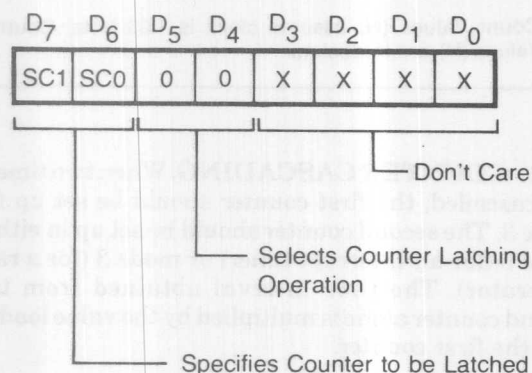 D7 D6 D5 D4 D3 D2 D1 D0
SC1 SC0 0 0 X X X X
Don't Care
Selects Counter Latching
Operation
Specifies Counter to be Latched